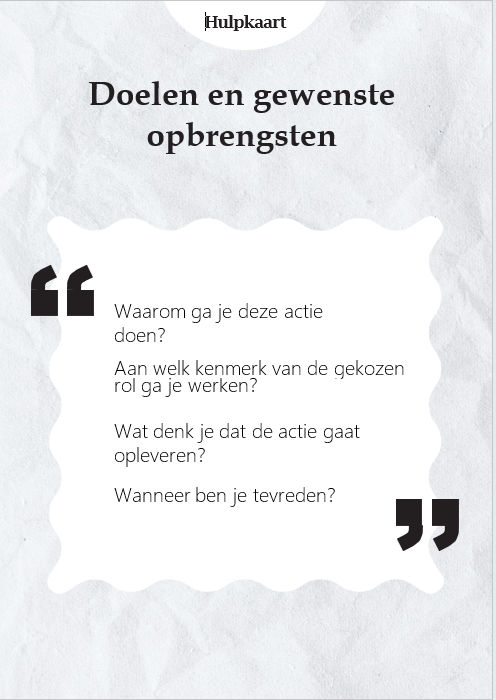 Hulpkaart
Doelen en gewenste
opbrengsten
“
Waarom ga je deze actie
doen?
Aan welk kenmerk van de gekozen
rol ga je werken?
Wat denk je dat de actie gaat
opleveren?
Wanneer ben je tevreden?
”